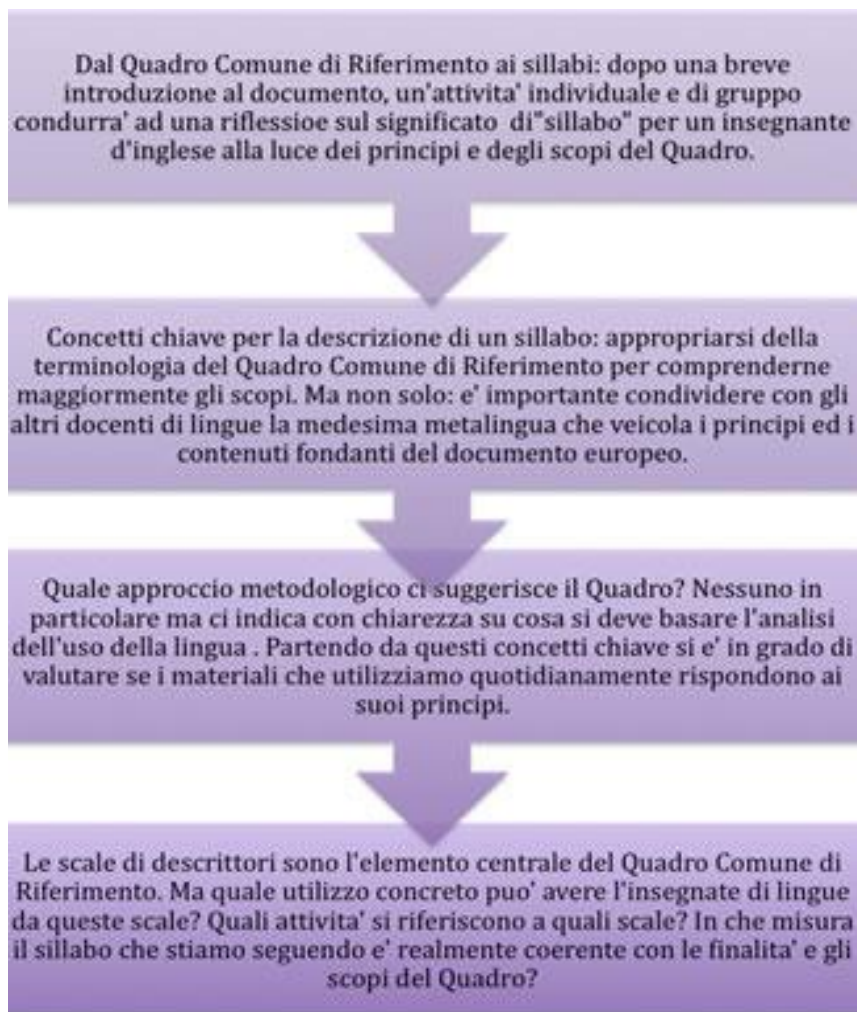 Dal Quadro Comune di Riferimento ai sillabi: dopo una breve
introduzione al documento, un'attivita' individuale e di gruppo
condurra' ad una riflessioe sul significato di"sillabo" per un insegnante
d'inglese alla luce dei principi e degli scopi del Quadro.
Concetti chiave per la descrizione di un sillabo: appropriarsi della
terminologia del Quadro Comune di Riferimento per comprenderne
maggiormente gli scopi. Ma non solo: e' importante condividere con gli
altri docenti di lingue la medesima metalingua che veicola i principi ed i
contenuti fondanti del documento europeo.
Quale approccio metodologico ci suggerisce il Quadro? Nessuno in
particolare ma ci indica con chiarezza su cosa si deve basare l'analisi
dell'uso della lingua . Partendo da questi concetti chiave si e' in grado di
valutare se i materiali che utilizziamo quotidianamente rispondono ai
suoi principi.
Le scale di descrittori sono l'elemento centrale del Quadro Comune di
Riferimento. Ma quale utilizzo concreto puo' avere l'insegnate di lingue
da queste scale? Quali attivita' si riferiscono a quali scale? In che misura
il sillabo che stiamo seguendo e' realmente coerente con le finalita' e gli
scopi del Quadro?